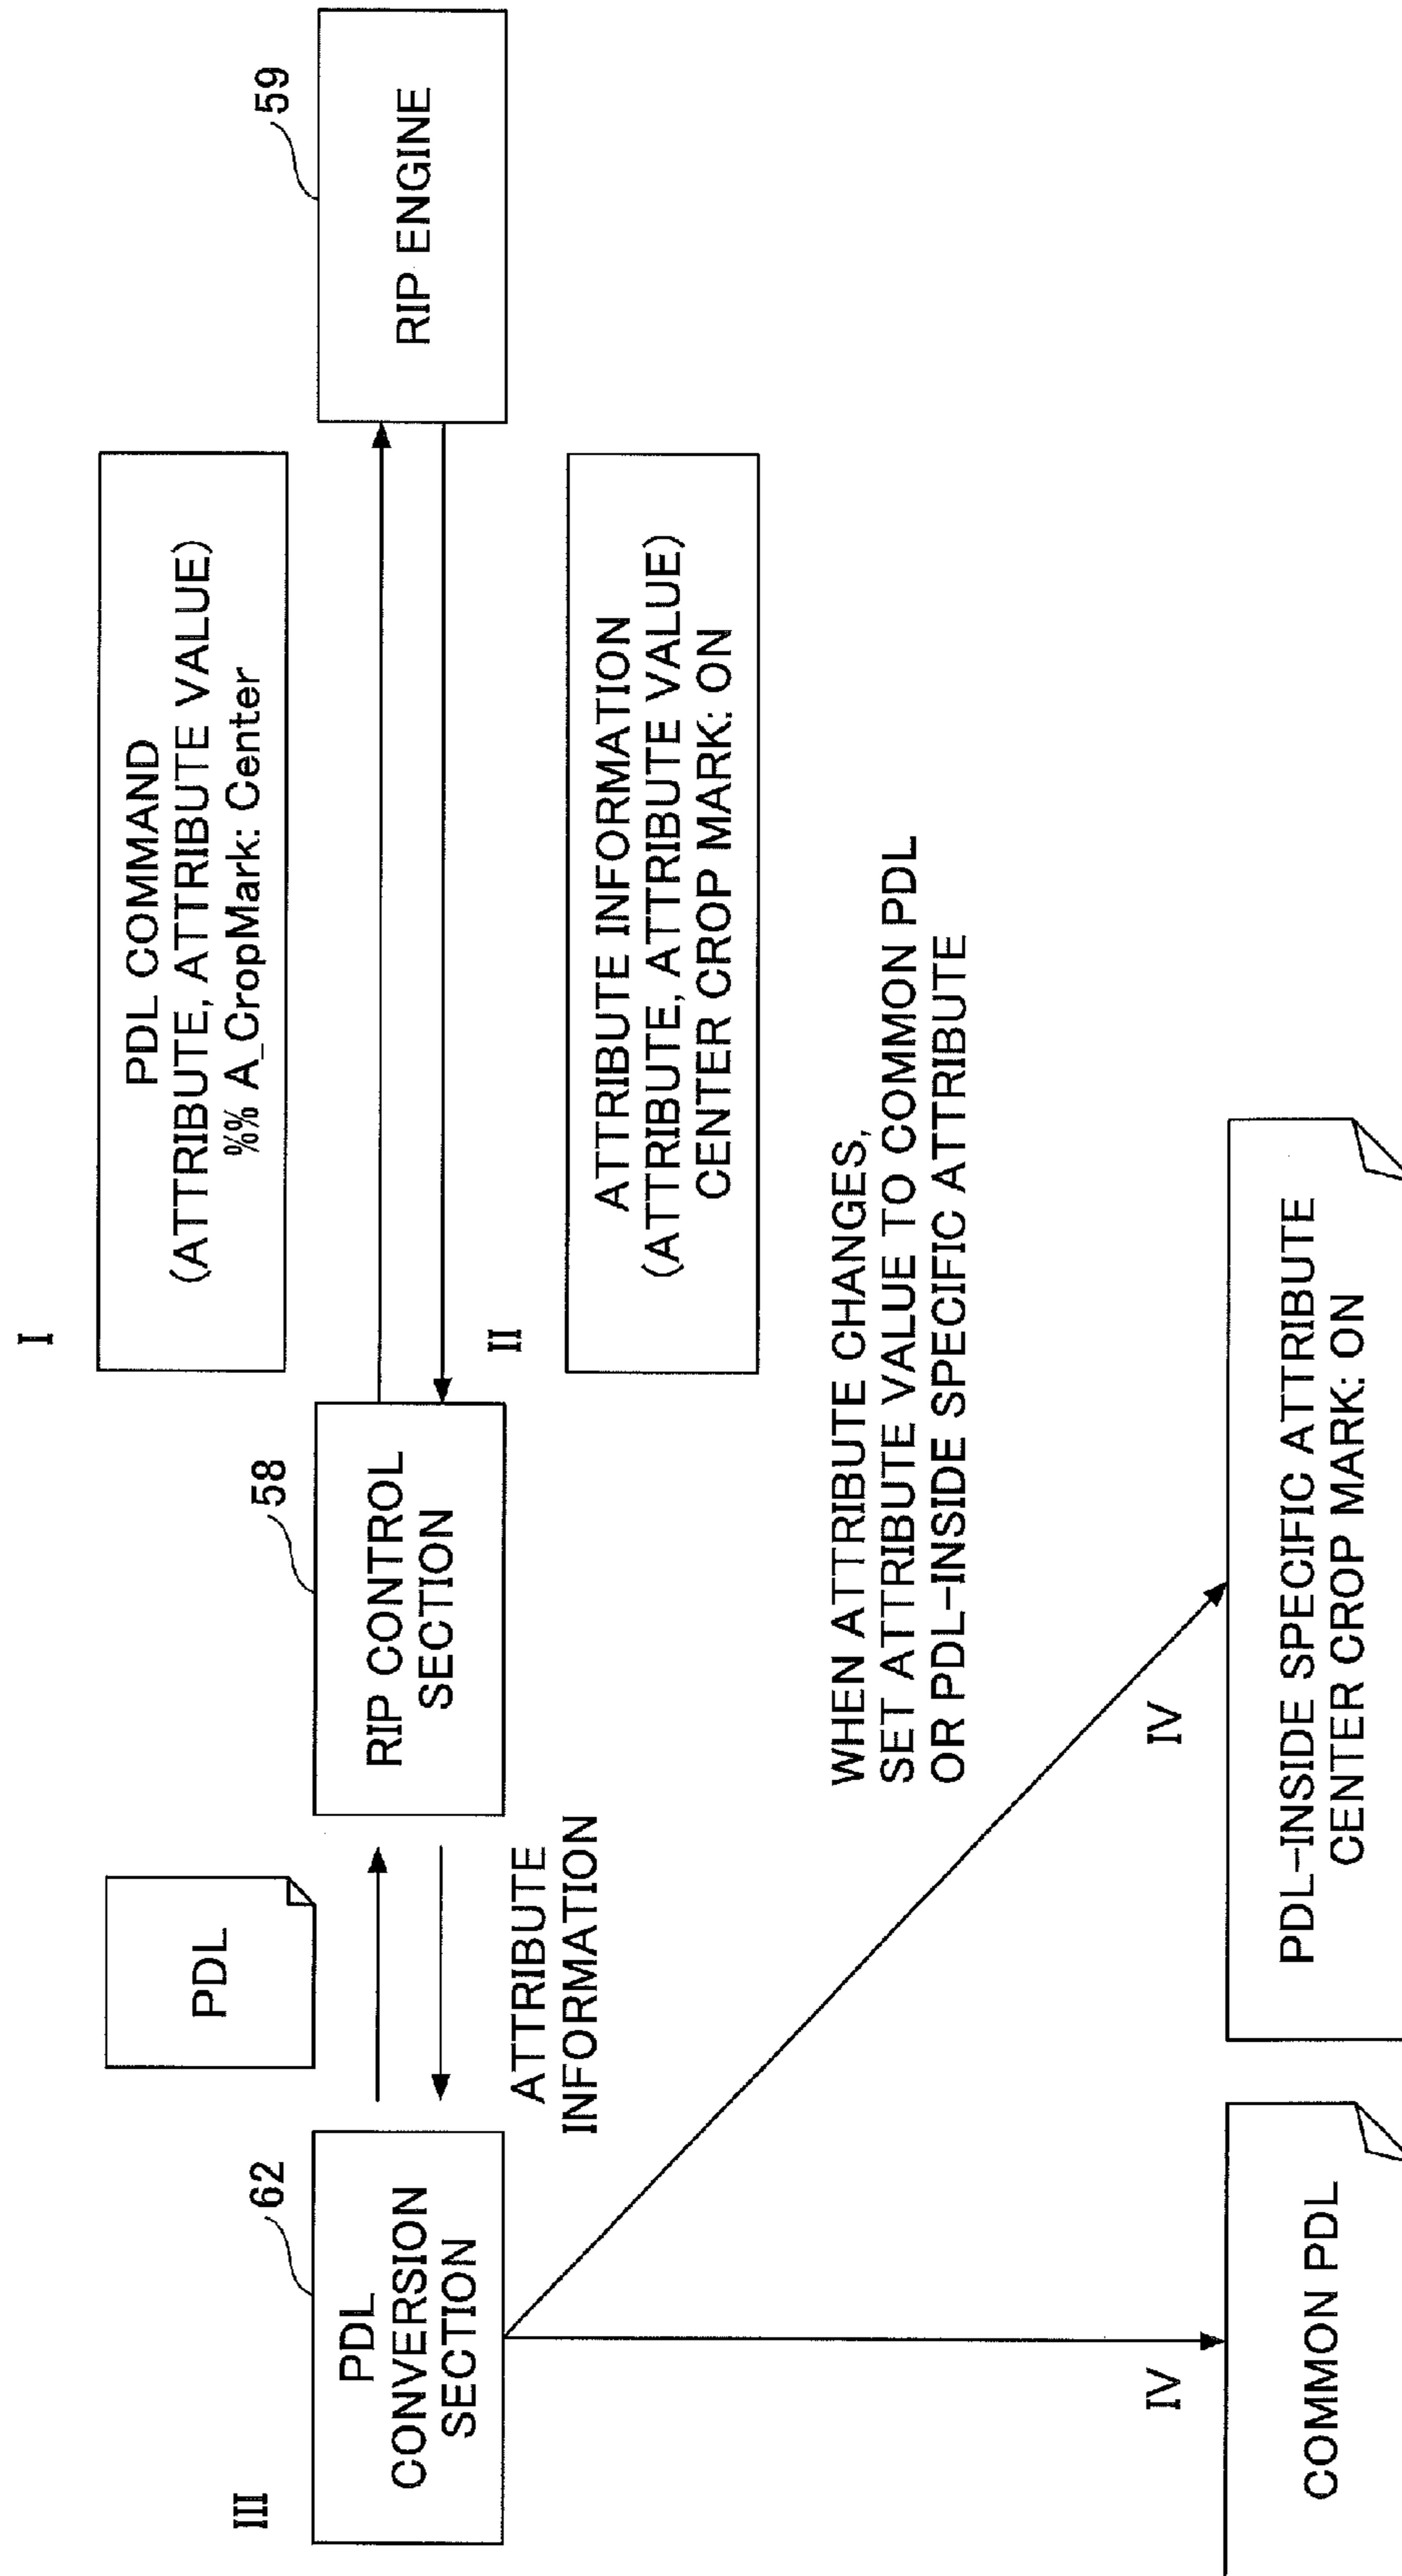 I
PDL COMMAND
(ATTRIBUTE, ATTRIBUTE VALUE)
%% A_CropMark: Center
59
RIP ENGINE
II
ATTRIBUTE INFORMATION
(ATTRIBUTE, ATTRIBUTE VALUE)
CENTER CROP MARK: ON
58
RIP CONTROL
SECTION
PDL
ATTRIBUTE
INFORMATION
III
62
PDL
CONVERSION
SECTION
WHEN ATTRIBUTE CHANGES,
SET ATTRIBUTE VALUE TO COMMON PDL
OR PDL-INSIDE SPECIFIC ATTRIBUTE
IV
IV
COMMON PDL
PDL-INSIDE SPECIFIC ATTRIBUTE
CENTER CROP MARK: ON